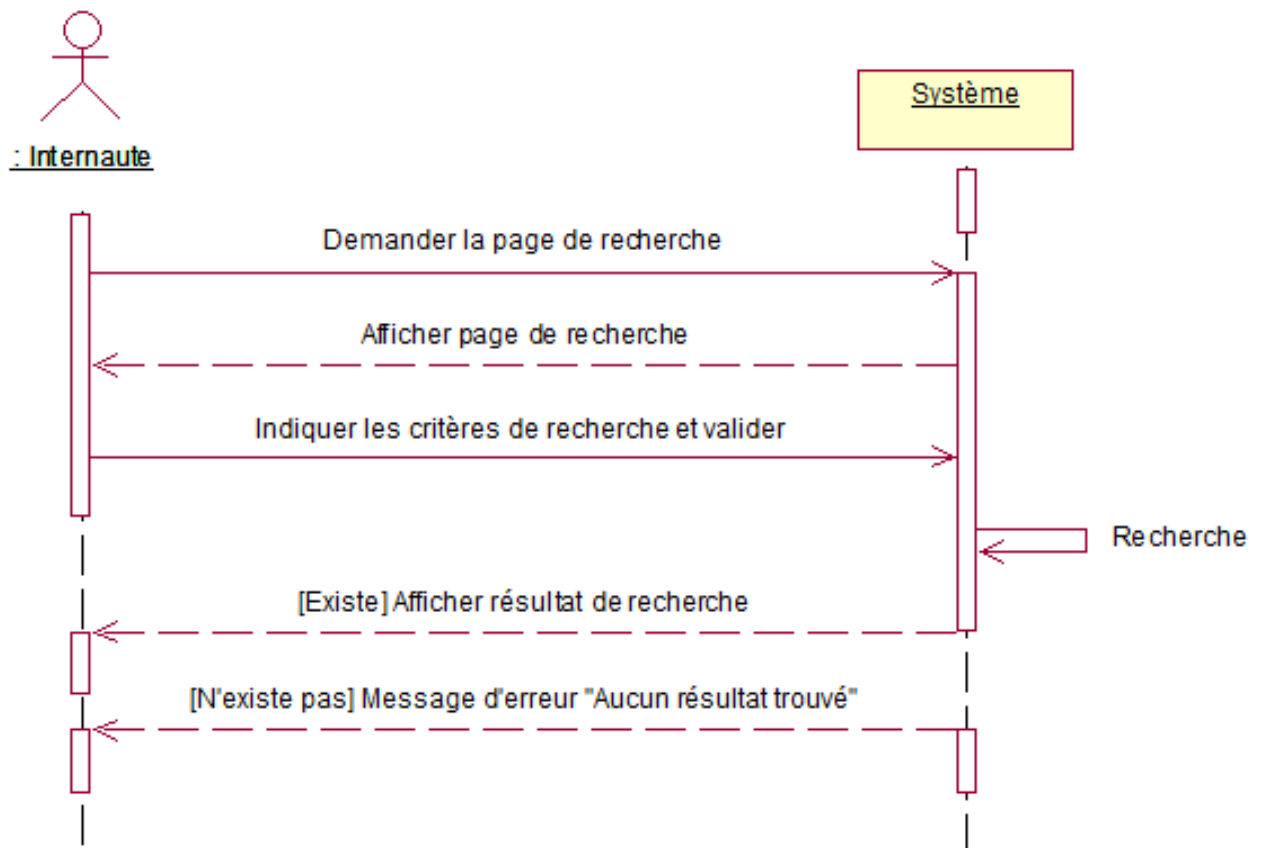 Système
: Internaute
Demander la page de recherche
Afficher page de recherche
Indiquer les critères de recherche et valider
Recherche
[Existe] Afficher résultat de recherche
[N'existe pas] Message d'erreur "Aucun résultat trouvé"